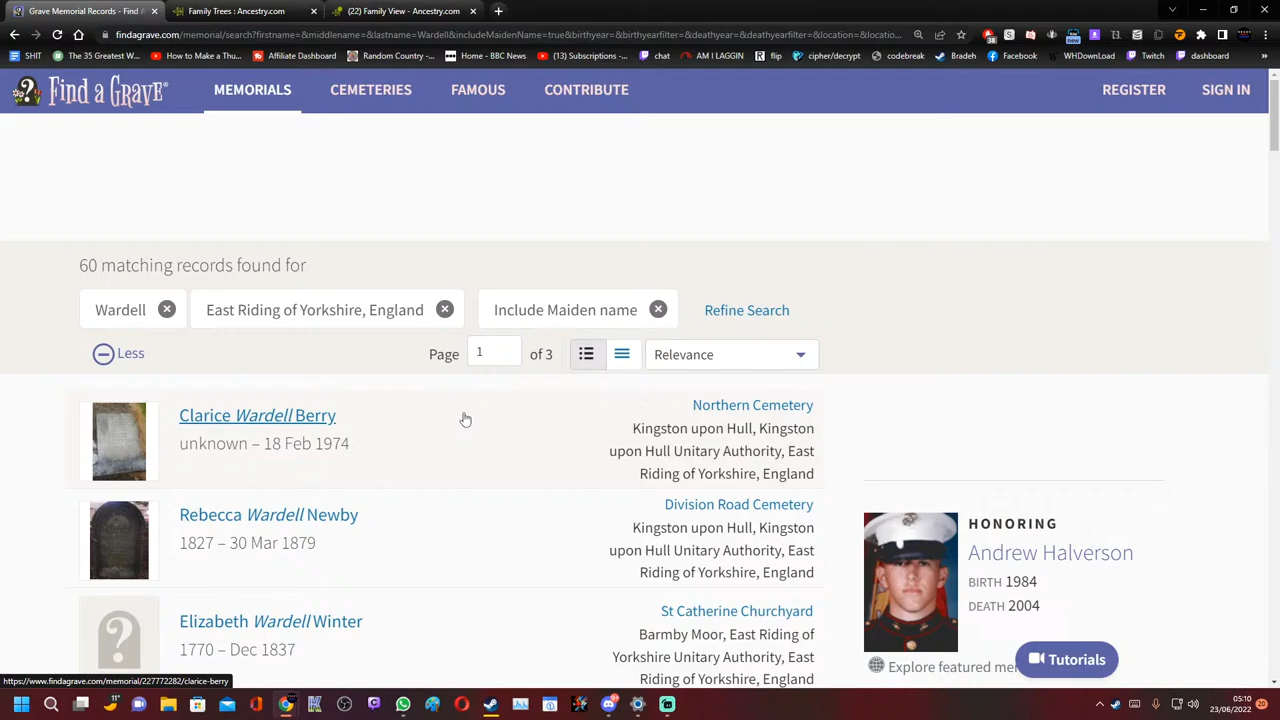 Grave Memorial Records - Find A
Family Trees : Ancestry.com
(22) Family View - Ancestry.com
findagrave.com/memorial/search?firstname=&middlename=&lastname=Wardell&includeMaidenName=true&birthyear=&birthyearfilter=&deathyear=&deathyearfilter=&location=&locatio...
SHIT
The 35 Greatest W...
How to Make a Thu...
Affiliate Dashboard
Random Country -...
Home - BBC News
(13) Subscriptions -...
chat
AM I LAGGIN
flip
cipher/decrypt
codebreak
Bradeh
Facebook
WHDownLoad
Twitch
dashboard
FIND A GRAVE®
MEMORIALS
CEMETERIES
FAMOUS
CONTRIBUTE
REGISTER
SIGN IN
60 matching records found for
Wardell
East Riding of Yorkshire, England
Include Maiden name
Refine Search
Less
Page 1 of 3
Relevance
Clarice Wardell Berry
unknown – 18 Feb 1974
Northern Cemetery
Kingston upon Hull, Kingston
upon Hull Unitary Authority, East
Riding of Yorkshire, England
Rebecca Wardell Newby
1827 – 30 Mar 1879
Division Road Cemetery
Kingston upon Hull, Kingston
upon Hull Unitary Authority, East
Riding of Yorkshire, England
Elizabeth Wardell Winter
1770 – Dec 1837
St Catherine Churchyard
Barmby Moor, East Riding of
Yorkshire Unitary Authority, East
Riding of Yorkshire, England
HONORING
Andrew Halverson
BIRTH 1984
DEATH 2004
Explore featured me
Tutorials
https://www.findagrave.com/memorial/227772282/clarice-berry
05:10
23/06/2022